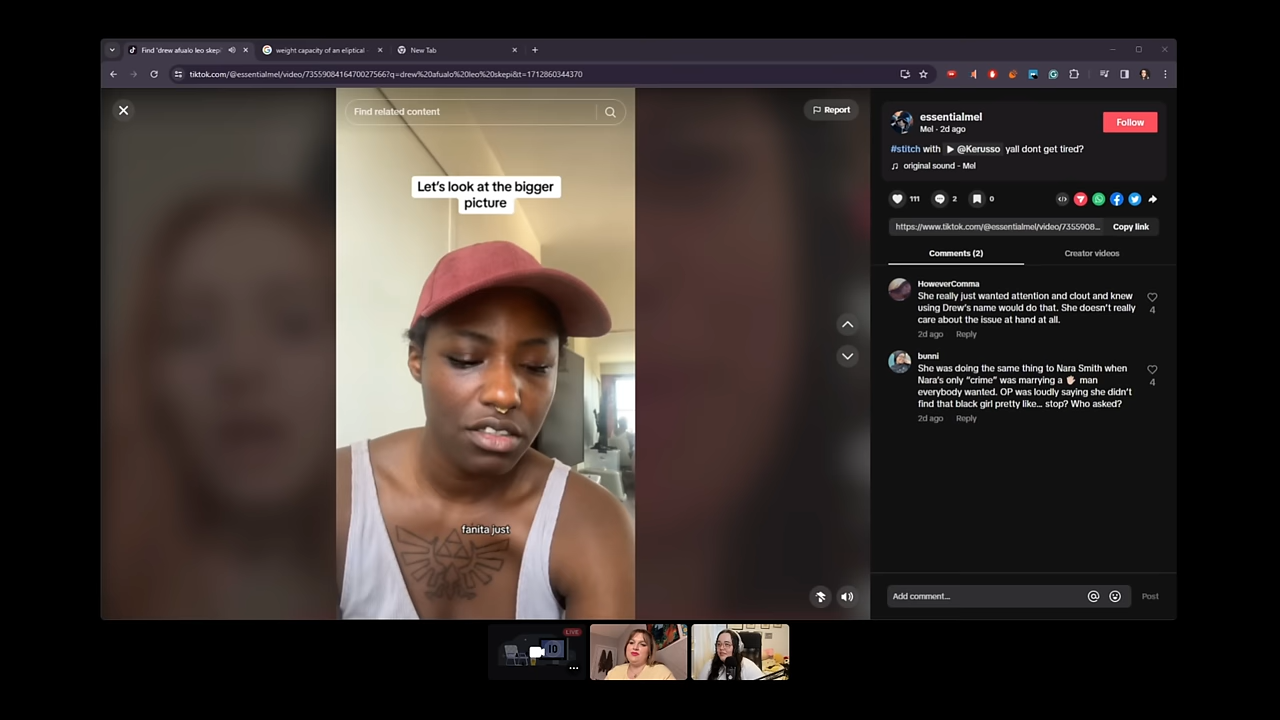 Find 'drew afualo leo skepi'
weight capacity of an eliptical
New Tab
tiktok.com/@essentialmel/video/7355908416470027566?q=drew%20afualo%20leo%20skepi&t=1712860344370
Find related content
Report
Let's look at the bigger
picture
fanita just
essentialmel
Mel · 2d ago
Follow
#stitch with @Kerusso yall dont get tired?
original sound - Mel
111
2
0
https://www.tiktok.com/@essentialmel/video/7355908...
Copy link
Comments (2)
Creator videos
HoweverComma
She really just wanted attention and clout and knew
using Drew's name would do that. She doesn't really
care about the issue at hand at all.
4
2d ago Reply
bunni
She was doing the same thing to Nara Smith when
Nara's only "crime" was marrying a 🖐🏻 man
everybody wanted. OP was loudly saying she didn't
find that black girl pretty like... stop? Who asked?
4
2d ago Reply
Add comment...
Post
LIVE
10